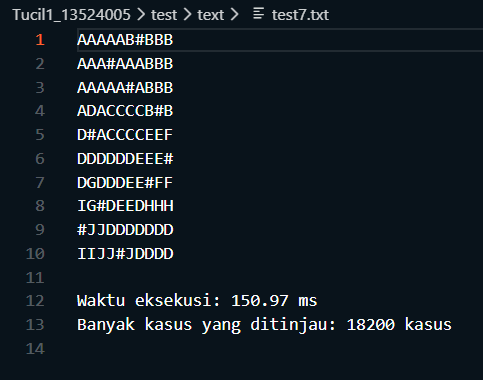 Tucil1_13524005 > test > text > test7.txt
1 AAAAAB#BBB
2 AAA#AAABBB
3 AAAAA#ABBB
4 ADACCCCB#B
5 D#ACCCCEEF
6 DDDDDDEEE#
7 DGDDDEE#FF
8 IG#DEEDHHH
9 #JJDDDDDDD
10 IIJJ#JDDDD
11
12 Waktu eksekusi: 150.97 ms
13 Banyak kasus yang ditinjau: 18200 kasus
14